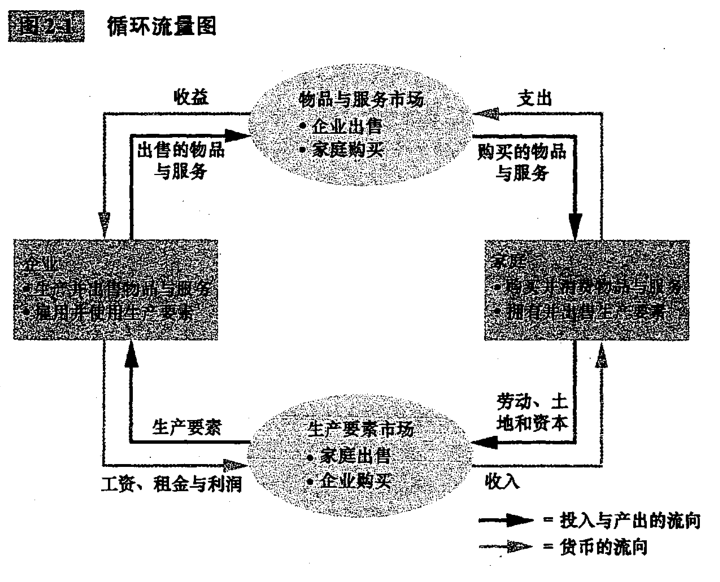 图2-1 循环流量图
收益
物品与服务市场
• 企业出售
• 家庭购买
支出
出售的物品
与服务
购买的物品
与服务
企业
• 生产并出售物品与服务
• 雇用并使用生产要素
家庭
• 购买并消费物品与服务
• 拥有并出售生产要素
生产要素
生产要素市场
• 家庭出售
• 企业购买
劳动、土
地和资本
工资、租金与利润
收入
= 投入与产出的流向
= 货币的流向